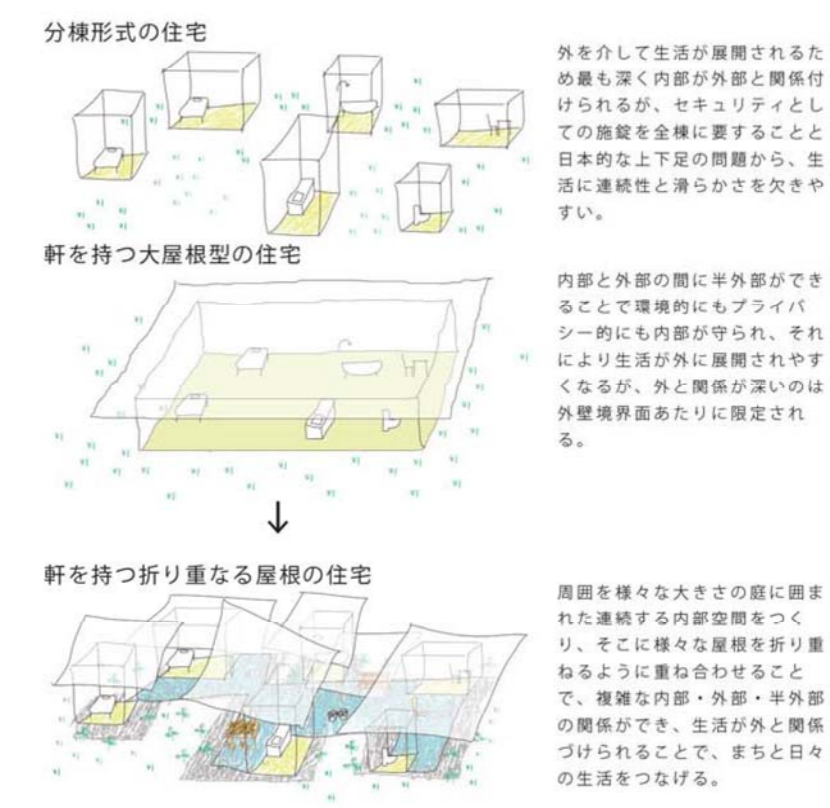 分棟形式の住宅
外を介して生活が展開されるた
め最も深く内部が外部と関係付
けられるが、セキュリティとし
ての施錠を全棟に要することと
日本的な上下足の問題から、生
活に連続性と滑らかさを欠きや
すい。
軒を持つ大屋根型の住宅
内部と外部の間に半外部ができ
ることで環境的にもプライバ
シー的にも内部が守られ、それ
により生活が外に展開されやす
くなるが、外と関係が深いのは
外壁境界面あたりに限定され
る。
↓
軒を持つ折り重なる屋根の住宅
周囲を様々な大きさの庭に囲ま
れた連続する内部空間をつく
り、そこに様々な屋根を折り重
ねるように重ね合わせること
で、複雑な内部・外部・半外部
の関係ができ、生活が外と関係
づけられることで、まちと日々
の生活をつなげる。